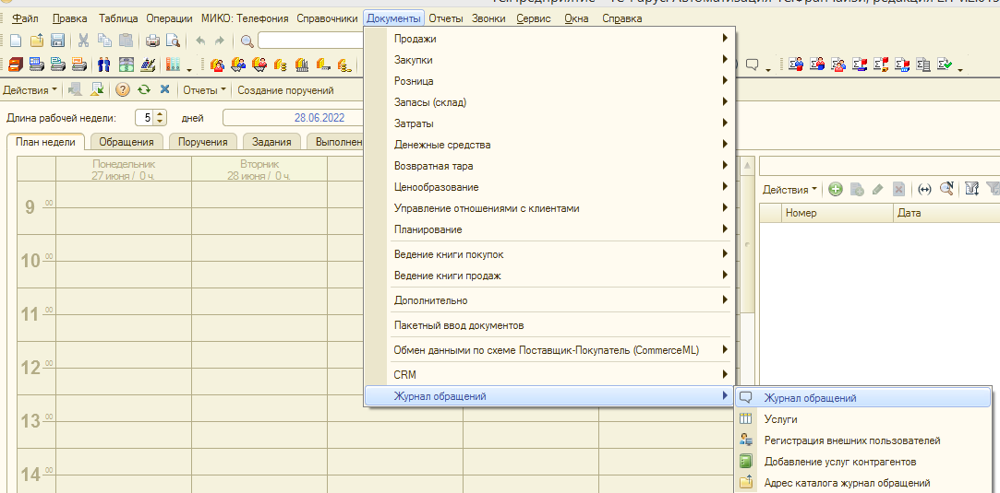 Файл Правка Таблица Операции МИКО: Телефония Справочники Документы Отчеты Звонки Сервис Окна Справка
Действия Отчеты Создание поручений
Длина рабочей недели: 5 дней 28.06.2022
План недели Обращения Поручения Задания Выполнен
Понедельник
27 июня / 0 ч.
Вторник
28 июня / 0 ч.
9 00
10 00
11 00
12 00
13 00
14 00
Продажи
Закупки
Розница
Запасы (склад)
Затраты
Денежные средства
Возвратная тара
Ценообразование
Управление отношениями с клиентами
Планирование
Ведение книги покупок
Ведение книги продаж
Дополнительно
Пакетный ввод документов
Обмен данными по схеме Поставщик-Покупатель (CommerceML)
CRM
Журнал обращений
Действия
Номер Дата
Журнал обращений
Услуги
Регистрация внешних пользователей
Добавление услуг контрагентов
Адрес каталога журнал обращений